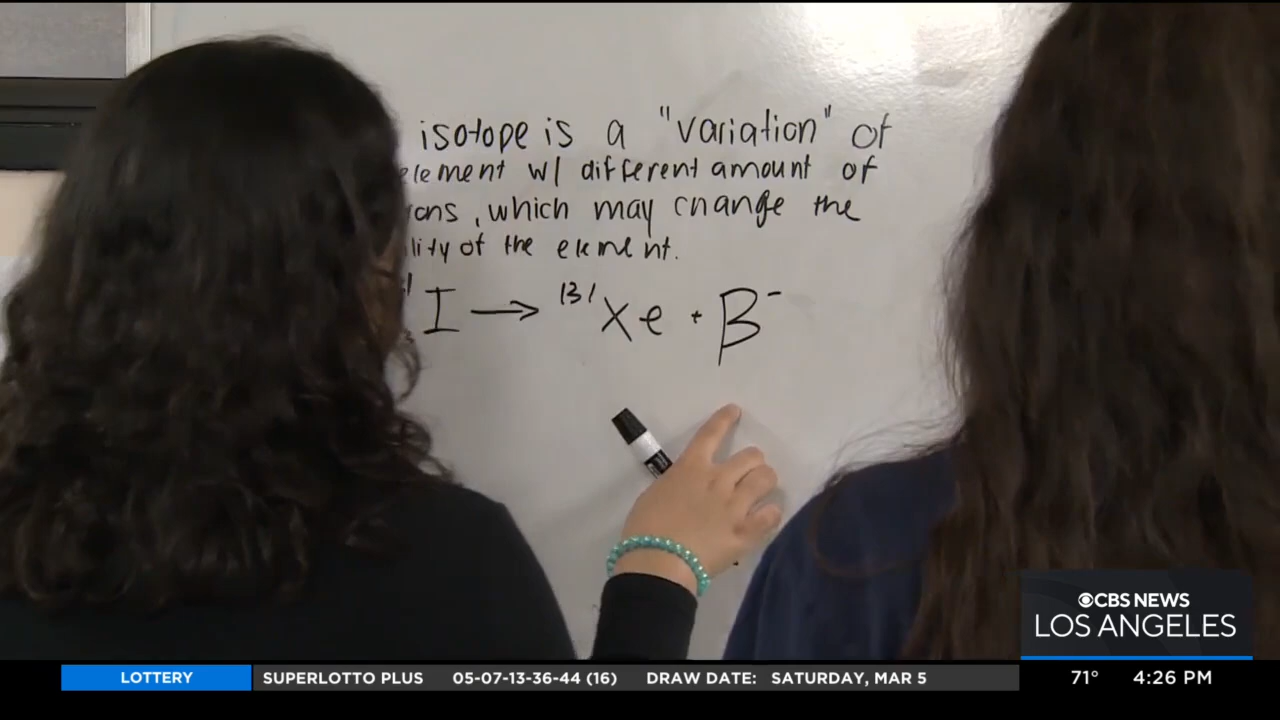 isotope is a "variation" of
element w/ different amount of
ons, which may change the
lity of the element.
I → ¹³¹Xe + β⁻
CBS NEWS
LOS ANGELES
LOTTERY SUPERLOTTO PLUS 05-07-13-36-44 (16) DRAW DATE: SATURDAY, MAR 5 71° 4:26 PM